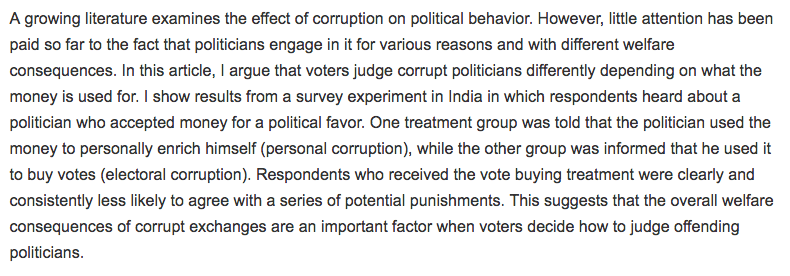 A growing literature examines the effect of corruption on political behavior. However, little attention has been
paid so far to the fact that politicians engage in it for various reasons and with different welfare
consequences. In this article, I argue that voters judge corrupt politicians differently depending on what the
money is used for. I show results from a survey experiment in India in which respondents heard about a
politician who accepted money for a political favor. One treatment group was told that the politician used the
money to personally enrich himself (personal corruption), while the other group was informed that he used it
to buy votes (electoral corruption). Respondents who received the vote buying treatment were clearly and
consistently less likely to agree with a series of potential punishments. This suggests that the overall welfare
consequences of corrupt exchanges are an important factor when voters decide how to judge offending
politicians.